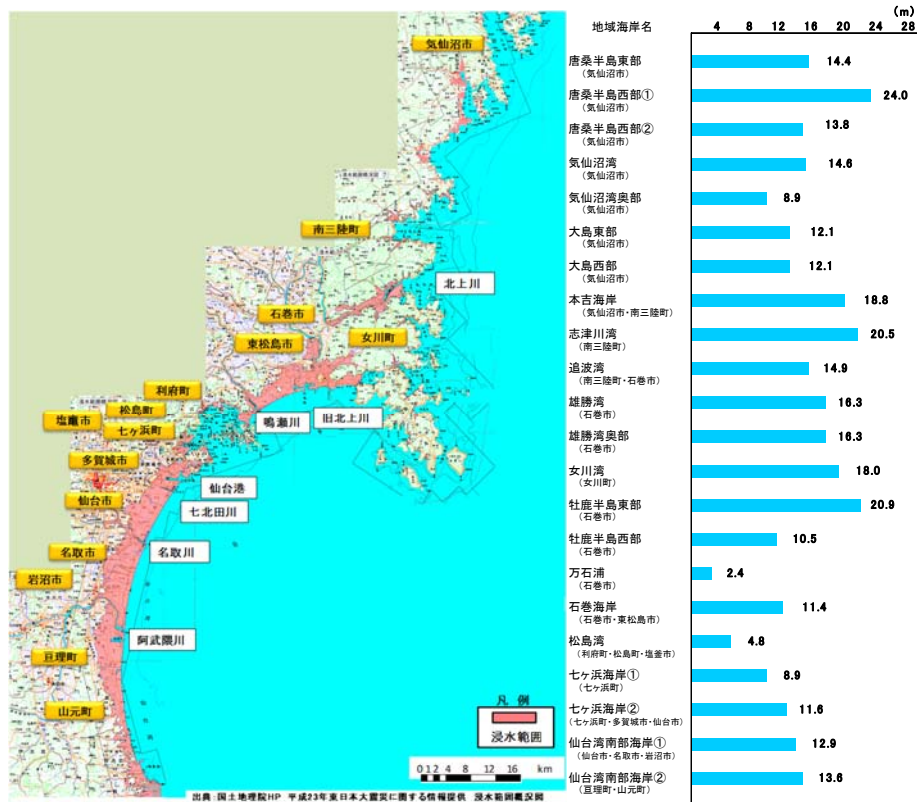 気仙沼市
南三陸町
北上川
石巻市
東松島市
女川町
利府町
松島町
塩竈市
七ヶ浜町
鳴瀬川
旧北上川
多賀城市
仙台港
仙台市
七北田川
名取市
名取川
岩沼市
阿武隈川
亘理町
山元町
凡 例
浸水範囲
0 1 2 4 8 12 16 km
出典:国土地理院HP 平成23年東日本大震災に関する情報提供 浸水範囲概況図
(m)
地域海岸名 4 8 12 16 20 24 28
唐桑半島東部 14.4
(気仙沼市)
唐桑半島西部① 24.0
(気仙沼市)
唐桑半島西部② 13.8
(気仙沼市)
気仙沼湾 14.6
(気仙沼市)
気仙沼湾奥部 8.9
(気仙沼市)
大島東部 12.1
(気仙沼市)
大島西部 12.1
(気仙沼市)
本吉海岸 18.8
(気仙沼市・南三陸町)
志津川湾 20.5
(南三陸町)
追波湾 14.9
(南三陸町・石巻市)
雄勝湾 16.3
(石巻市)
雄勝湾奥部 16.3
(石巻市)
女川湾 18.0
(女川町)
牡鹿半島東部 20.9
(石巻市)
牡鹿半島西部 10.5
(石巻市)
万石浦 2.4
(石巻市)
石巻海岸 11.4
(石巻市・東松島市)
松島湾 4.8
(利府町・松島町・塩釜市)
七ヶ浜海岸① 8.9
(七ヶ浜町)
七ヶ浜海岸② 11.6
(七ヶ浜町・多賀城市・仙台市)
仙台湾南部海岸① 12.9
(仙台市・名取市・岩沼市)
仙台湾南部海岸② 13.6
(亘理町・山元町)